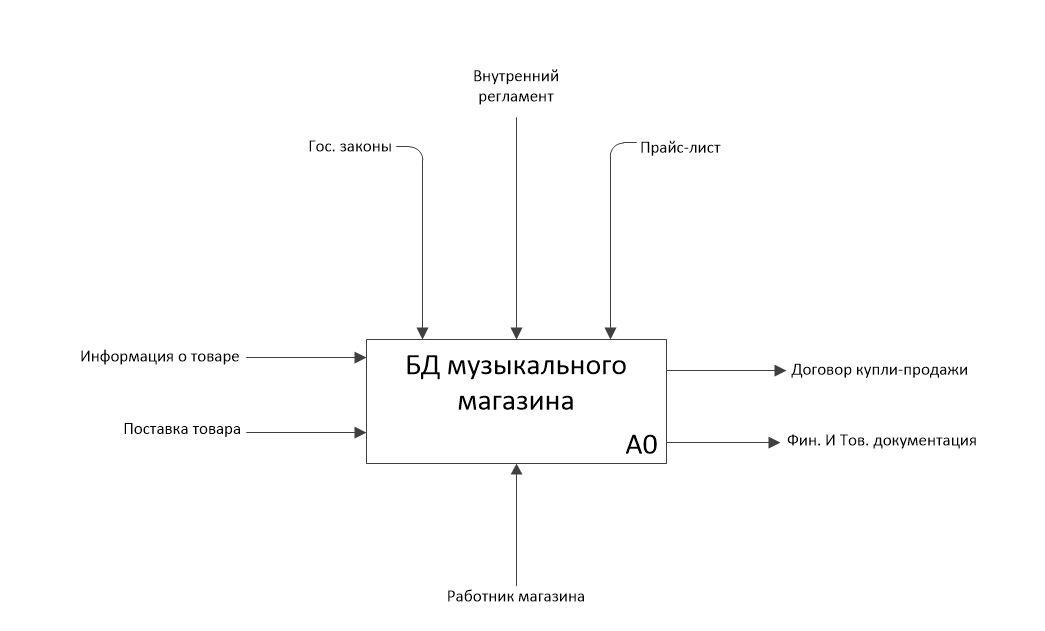 Внутренний
регламент
Гос. законы
Прайс-лист
Информация о товаре
БД музыкального
магазина
Договор купли-продажи
Поставка товара
А0
Фин. И Тов. документация
Работник магазина